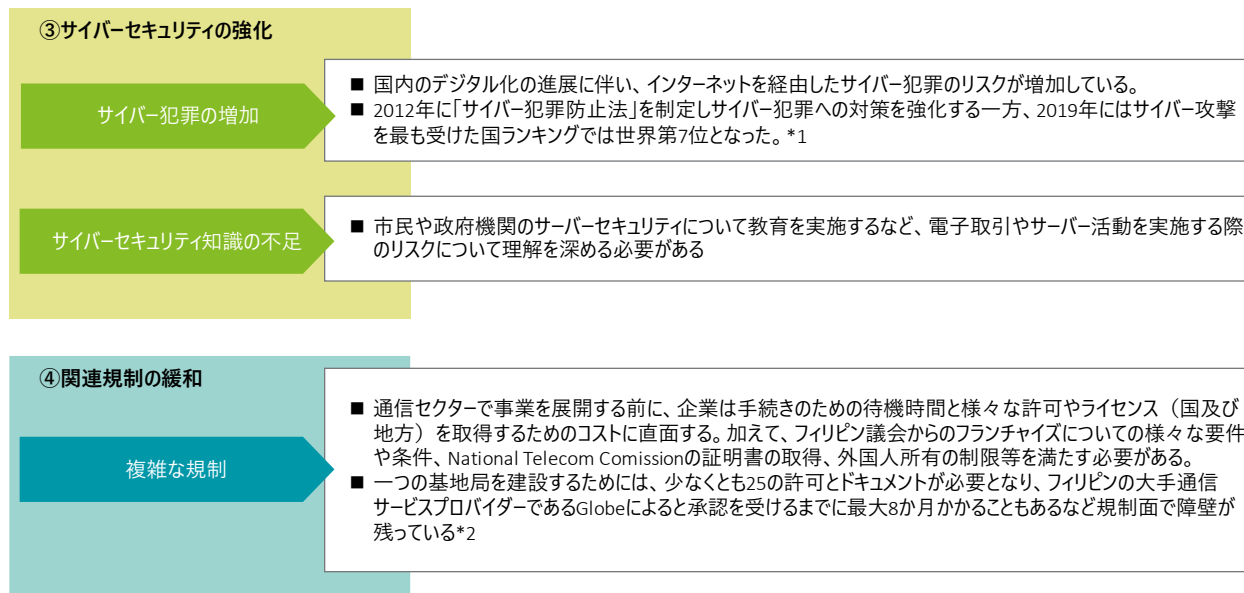 ③サイバーセキュリティの強化
サイバー犯罪の増加
■ 国内のデジタル化の進展に伴い、インターネットを経由したサイバー犯罪のリスクが増加している。
■ 2012年に「サイバー犯罪防止法」を制定しサイバー犯罪への対策を強化する一方、2019年にはサイバー攻撃
を最も受けた国ランキングでは世界第7位となった。*1
サイバーセキュリティ知識の不足
■ 市民や政府機関のサーバーセキュリティについて教育を実施するなど、電子取引やサーバー活動を実施する際
のリスクについて理解を深める必要がある
④関連規制の緩和
複雑な規制
■ 通信セクターで事業を展開する前に、企業は手続きのための待機時間と様々な許可やライセンス（国及び
地方）を取得するためのコストに直面する。加えて、フィリピン議会からのフランチャイズについての様々な要件
や条件、National Telecom Comissionの証明書の取得、外国人所有の制限等を満たす必要がある。
■ 一つの基地局を建設するためには、少なくとも25の許可とドキュメントが必要となり、フィリピンの大手通信
サービスプロバイダーであるGlobeによると承認を受けるまでに最大8か月かかることもあるなど規制面で障壁が
残っている*2